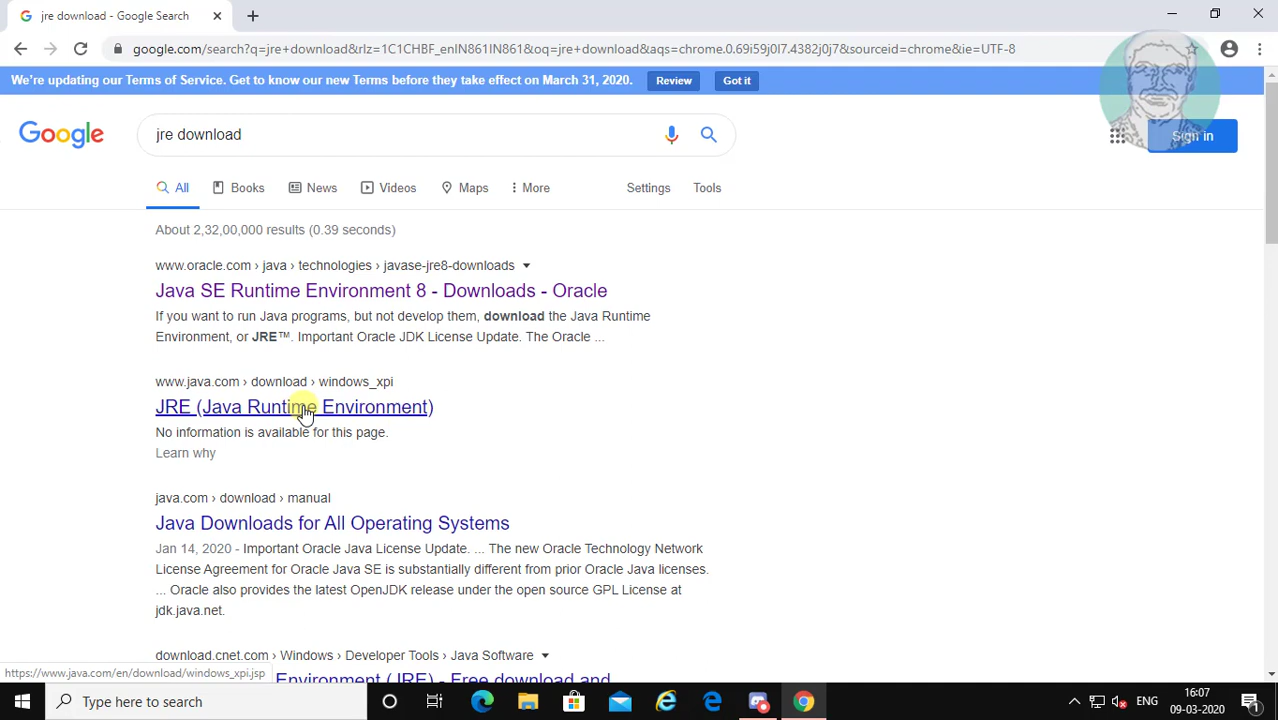 jre download - Google Search
google.com/search?q=jre+download&rlz=1C1CHBF_enIN861IN861&oq=jre+download&aqs=chrome.0.69i59j0l7.4382j0j7&sourceid=chrome&ie=UTF-8
We're updating our Terms of Service. Get to know our new Terms before they take effect on March 31, 2020. Review Got it
Google
jre download
Sign in
All Books News Videos Maps More Settings Tools
About 2,32,00,000 results (0.39 seconds)
www.oracle.com › java › technologies › javase-jre8-downloads
Java SE Runtime Environment 8 - Downloads - Oracle
If you want to run Java programs, but not develop them, download the Java Runtime
Environment, or JRE™. Important Oracle JDK License Update. The Oracle ...
www.java.com › download › windows_xpi
JRE (Java Runtime Environment)
No information is available for this page.
Learn why
java.com › download › manual
Java Downloads for All Operating Systems
Jan 14, 2020 - Important Oracle Java License Update. ... The new Oracle Technology Network
License Agreement for Oracle Java SE is substantially different from prior Oracle Java licenses.
... Oracle also provides the latest OpenJDK release under the open source GPL License at
jdk.java.net.
download.cnet.com › Windows › Developer Tools › Java Software
Environment (JRE) - Free download and
https://www.java.com/en/download/windows_xpi.jsp
Type here to search
ENG
16:07
09-03-2020
1